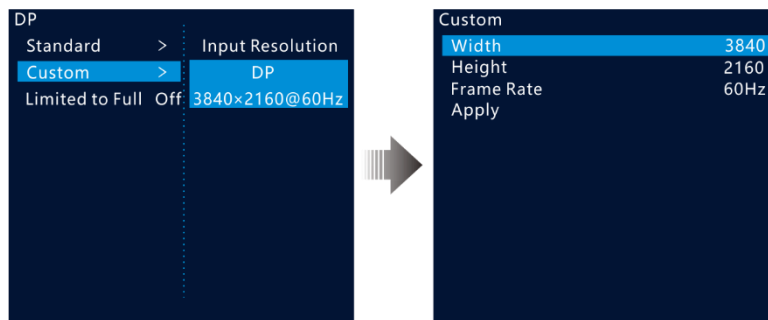 DP
Standard > Input Resolution
Custom > DP
Limited to Full Off 3840×2160@60Hz
Custom
Width 3840
Height 2160
Frame Rate 60Hz
Apply